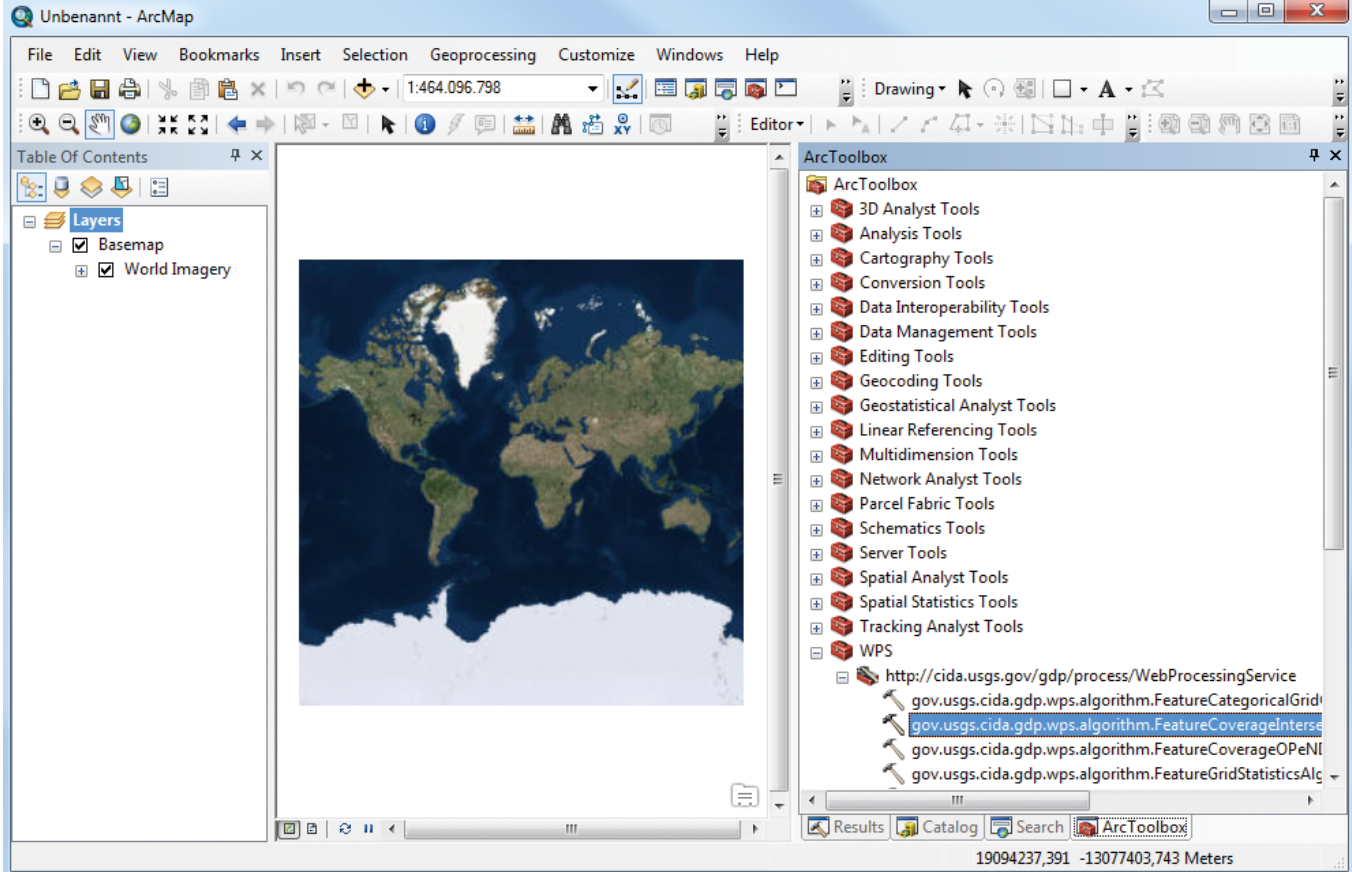 Unbenannt - ArcMap
File Edit View Bookmarks Insert Selection Geoprocessing Customize Windows Help
1:464.096.798
Drawing
A
XY
Editor
1:1
Table Of Contents
Layers
Basemap
World Imagery
ArcToolbox
ArcToolbox
3D Analyst Tools
Analysis Tools
Cartography Tools
Conversion Tools
Data Interoperability Tools
Data Management Tools
Editing Tools
Geocoding Tools
Geostatistical Analyst Tools
Linear Referencing Tools
Multidimension Tools
Network Analyst Tools
Parcel Fabric Tools
Schematics Tools
Server Tools
Spatial Analyst Tools
Spatial Statistics Tools
Tracking Analyst Tools
WPS
http://cida.usgs.gov/gdp/process/WebProcessingService
gov.usgs.cida.gdp.wps.algorithm.FeatureCategoricalGrid
gov.usgs.cida.gdp.wps.algorithm.FeatureCoverageInterse
gov.usgs.cida.gdp.wps.algorithm.FeatureCoverageOPeND
gov.usgs.cida.gdp.wps.algorithm.FeatureGridStatisticsAlg
Results Catalog Search ArcToolbox
19094237,391 -13077403,743 Meters